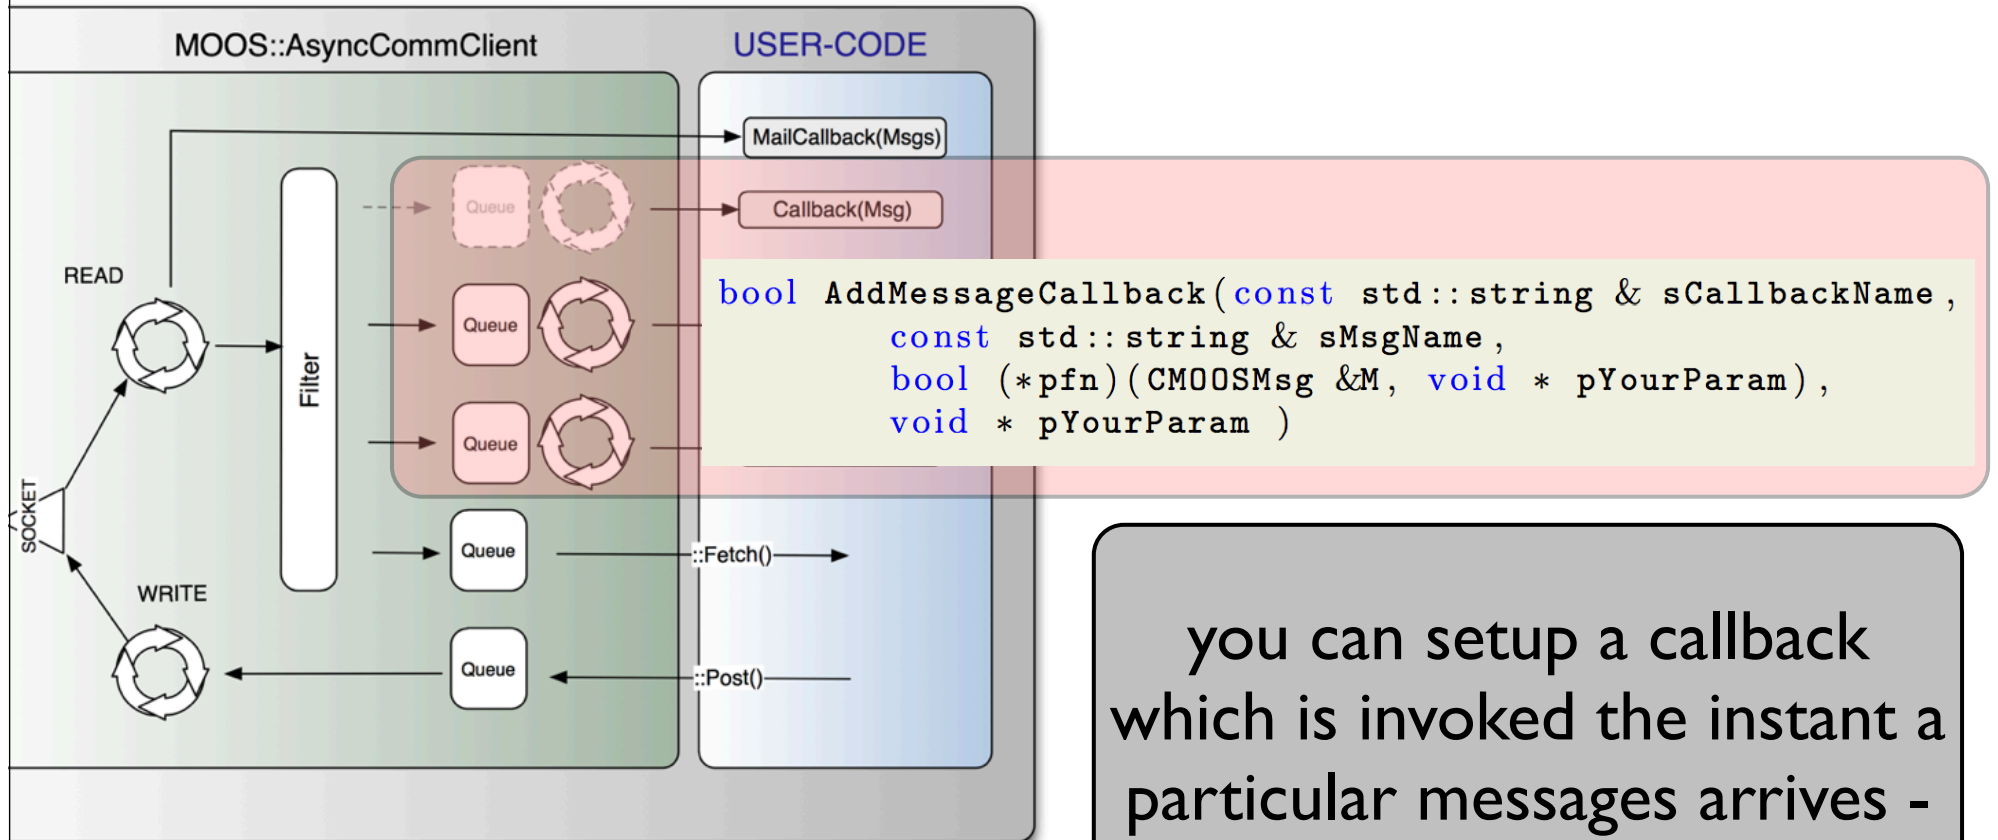 MOOS::AsyncCommClient
USER-CODE
MailCallback(Msgs)
Queue
Callback(Msg)
READ
Queue
bool AddMessageCallback(const std::string & sCallbackName,
const std::string & sMsgName,
bool (*pfn)(CMOOSMsg &M, void * pYourParam),
void * pYourParam )
Filter
Queue
SOCKET
Queue
::Fetch()
WRITE
Queue
::Post()
you can setup a callback
which is invoked the instant a
particular messages arrives -